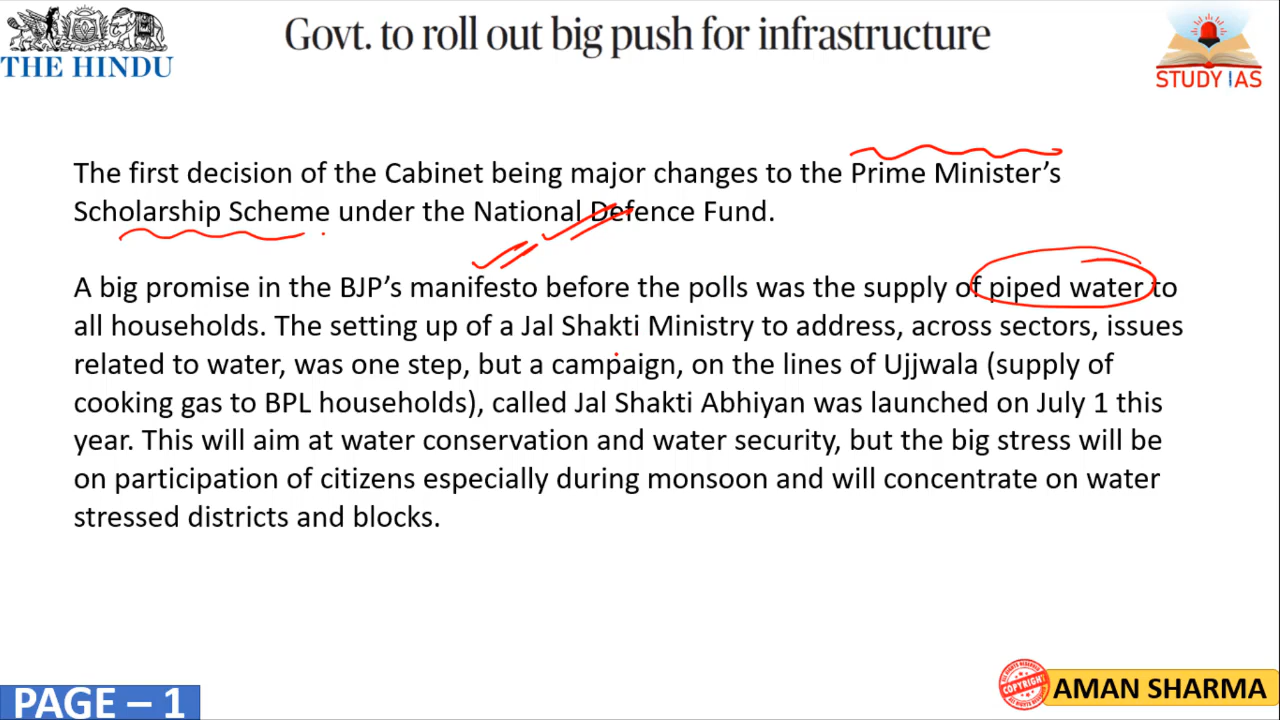 Govt. to roll out big push for infrastructure
THE HINDU
STUDY IAS
The first decision of the Cabinet being major changes to the Prime Minister's
Scholarship Scheme under the National Defence Fund.
A big promise in the BJP's manifesto before the polls was the supply of piped water to
all households. The setting up of a Jal Shakti Ministry to address, across sectors, issues
related to water, was one step, but a campaign, on the lines of Ujjwala (supply of
cooking gas to BPL households), called Jal Shakti Abhiyan was launched on July 1 this
year. This will aim at water conservation and water security, but the big stress will be
on participation of citizens especially during monsoon and will concentrate on water
stressed districts and blocks.
PAGE – 1
COPYRIGHT
AMAN SHARMA